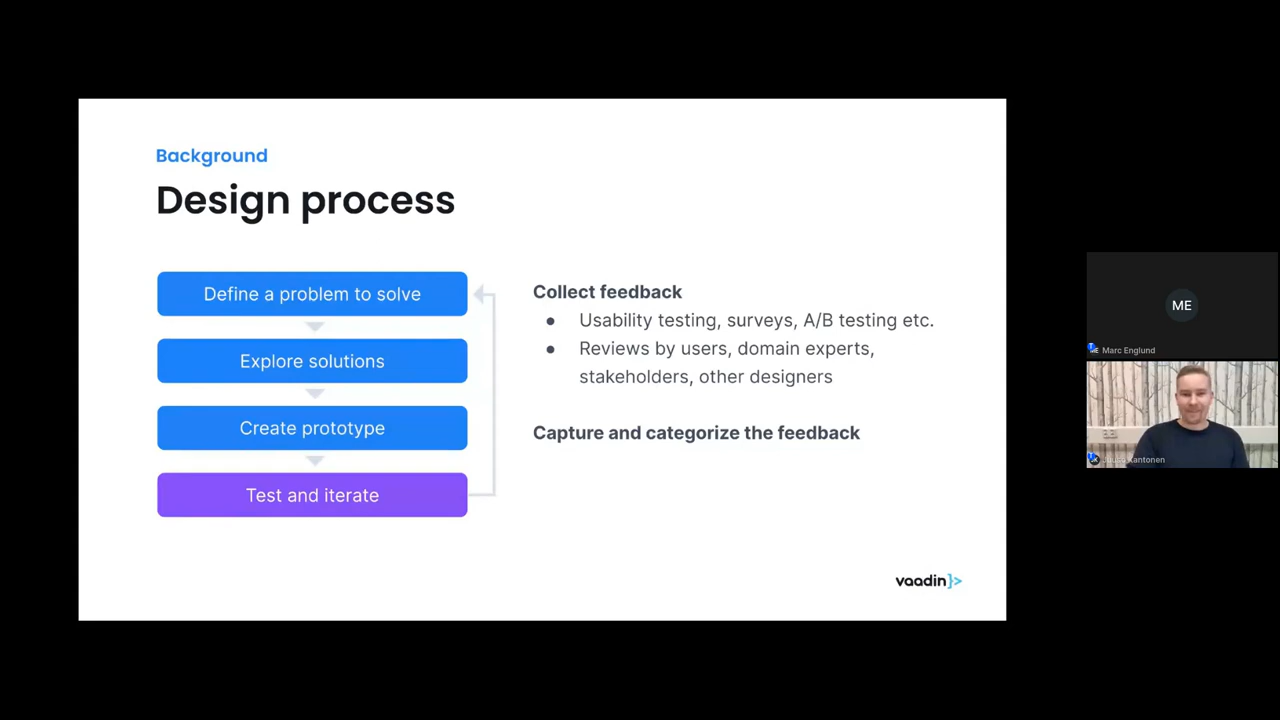 Background
Design process
Define a problem to solve
Explore solutions
Create prototype
Test and iterate
Collect feedback
● Usability testing, surveys, A/B testing etc.
● Reviews by users, domain experts,
stakeholders, other designers
Capture and categorize the feedback
vaadin}>
ME
Marc Englund
Juuso Kantonen